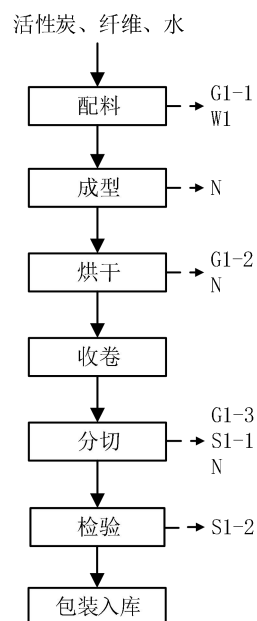 活性炭、纤维、水
配料
G1-1
W1
成型
N
烘干
G1-2
N
收卷
分切
G1-3
S1-1
N
检验
S1-2
包装入库